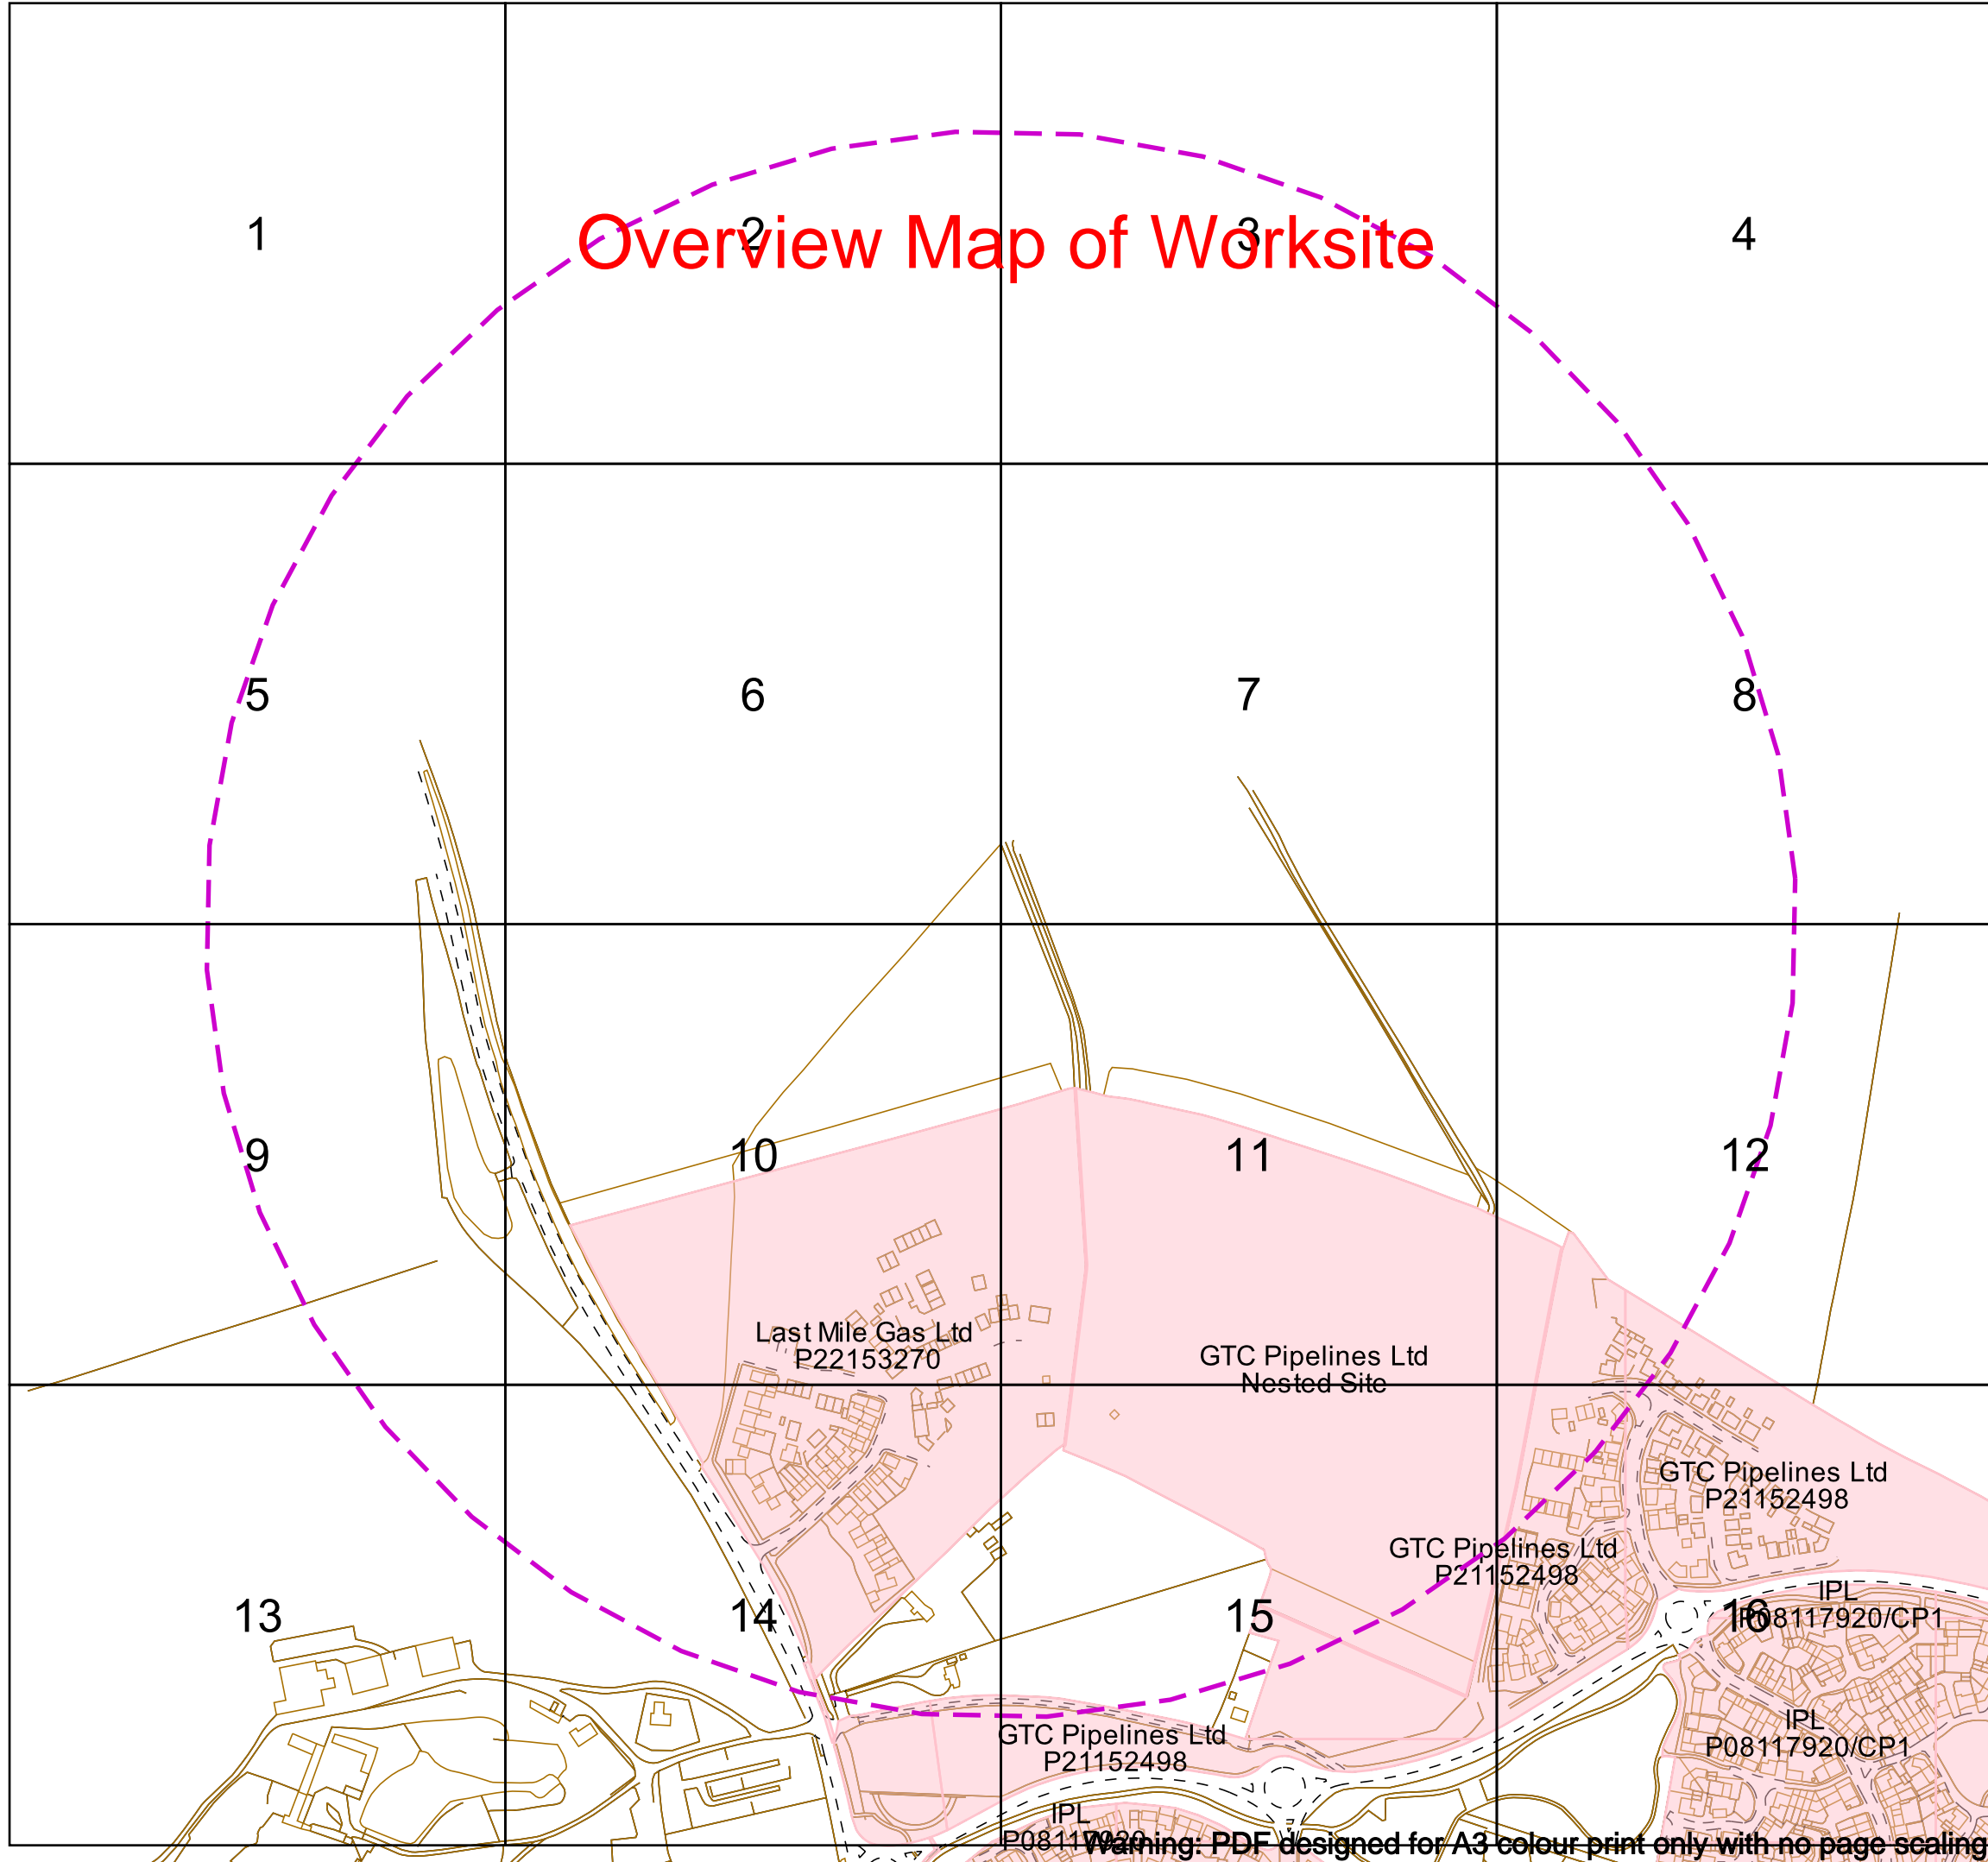 1
2
3
4
Overview Map of Worksite
5
6
7
8
9
10
11
12
Last Mile Gas Ltd
P22153270
GTC Pipelines Ltd
Nested Site
GTC Pipelines Ltd
P21152498
GTC Pipelines Ltd
P21152498
13
14
15
16
IPL
P08117920/CP1
GTC Pipelines Ltd
P21152498
IPL
P08117920/CP1
IPL
P08117920
Warning: PDF designed for A3 colour print only with no page scaling